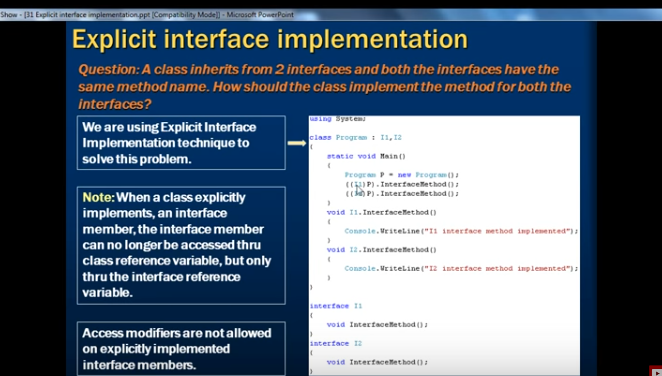 Show - [31 Explicit interface implementation.ppt [Compatibility Mode]] - Microsoft PowerPoint
Explicit interface implementation
Question: A class inherits from 2 interfaces and both the interfaces have the
same method name. How should the class implement the method for both the
interfaces?
We are using Explicit Interface
Implementation technique to
solve this problem.
Note: When a class explicitly
implements, an interface
member, the interface member
can no longer be accessed thru
class reference variable, but only
thru the interface reference
variable.
Access modifiers are not allowed
on explicitly implemented
interface members.
using System;
class Program : I1,I2
{
static void Main()
{
Program P = new Program();
((I1)P).InterfaceMethod();
((I2)P).InterfaceMethod();
}
void I1.InterfaceMethod()
{
Console.WriteLine("I1 interface method implemented");
}
void I2.InterfaceMethod()
{
Console.WriteLine("I2 interface method implemented");
}
}
interface I1
{
void InterfaceMethod();
}
interface I2
{
void InterfaceMethod();
}